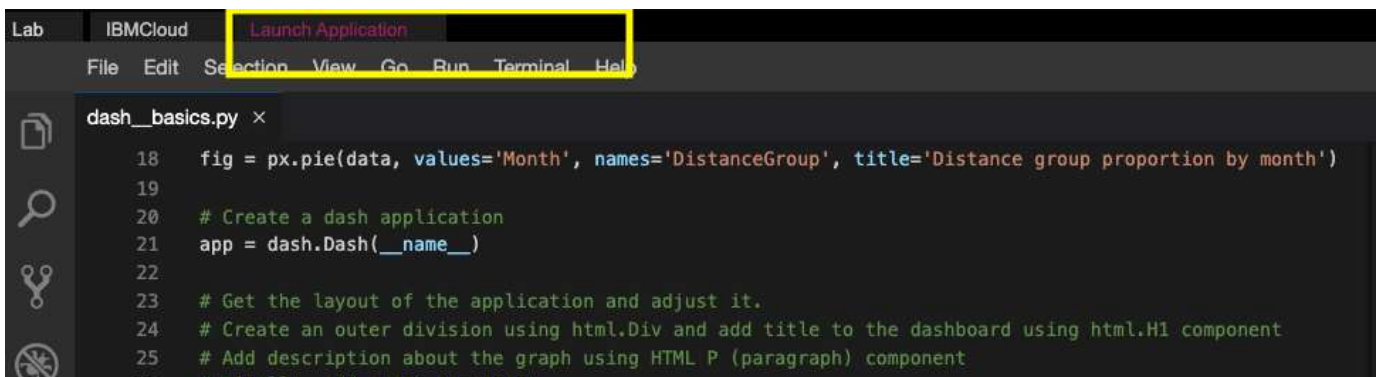 Lab IBMCloud Launch Application
File Edit Selection View Go Run Terminal Help
dash__basics.py ×
18 fig = px.pie(data, values='Month', names='DistanceGroup', title='Distance group proportion by month')
19
20 # Create a dash application
21 app = dash.Dash(__name__)
22
23 # Get the layout of the application and adjust it.
24 # Create an outer division using html.Div and add title to the dashboard using html.H1 component
25 # Add description about the graph using HTML P (paragraph) component